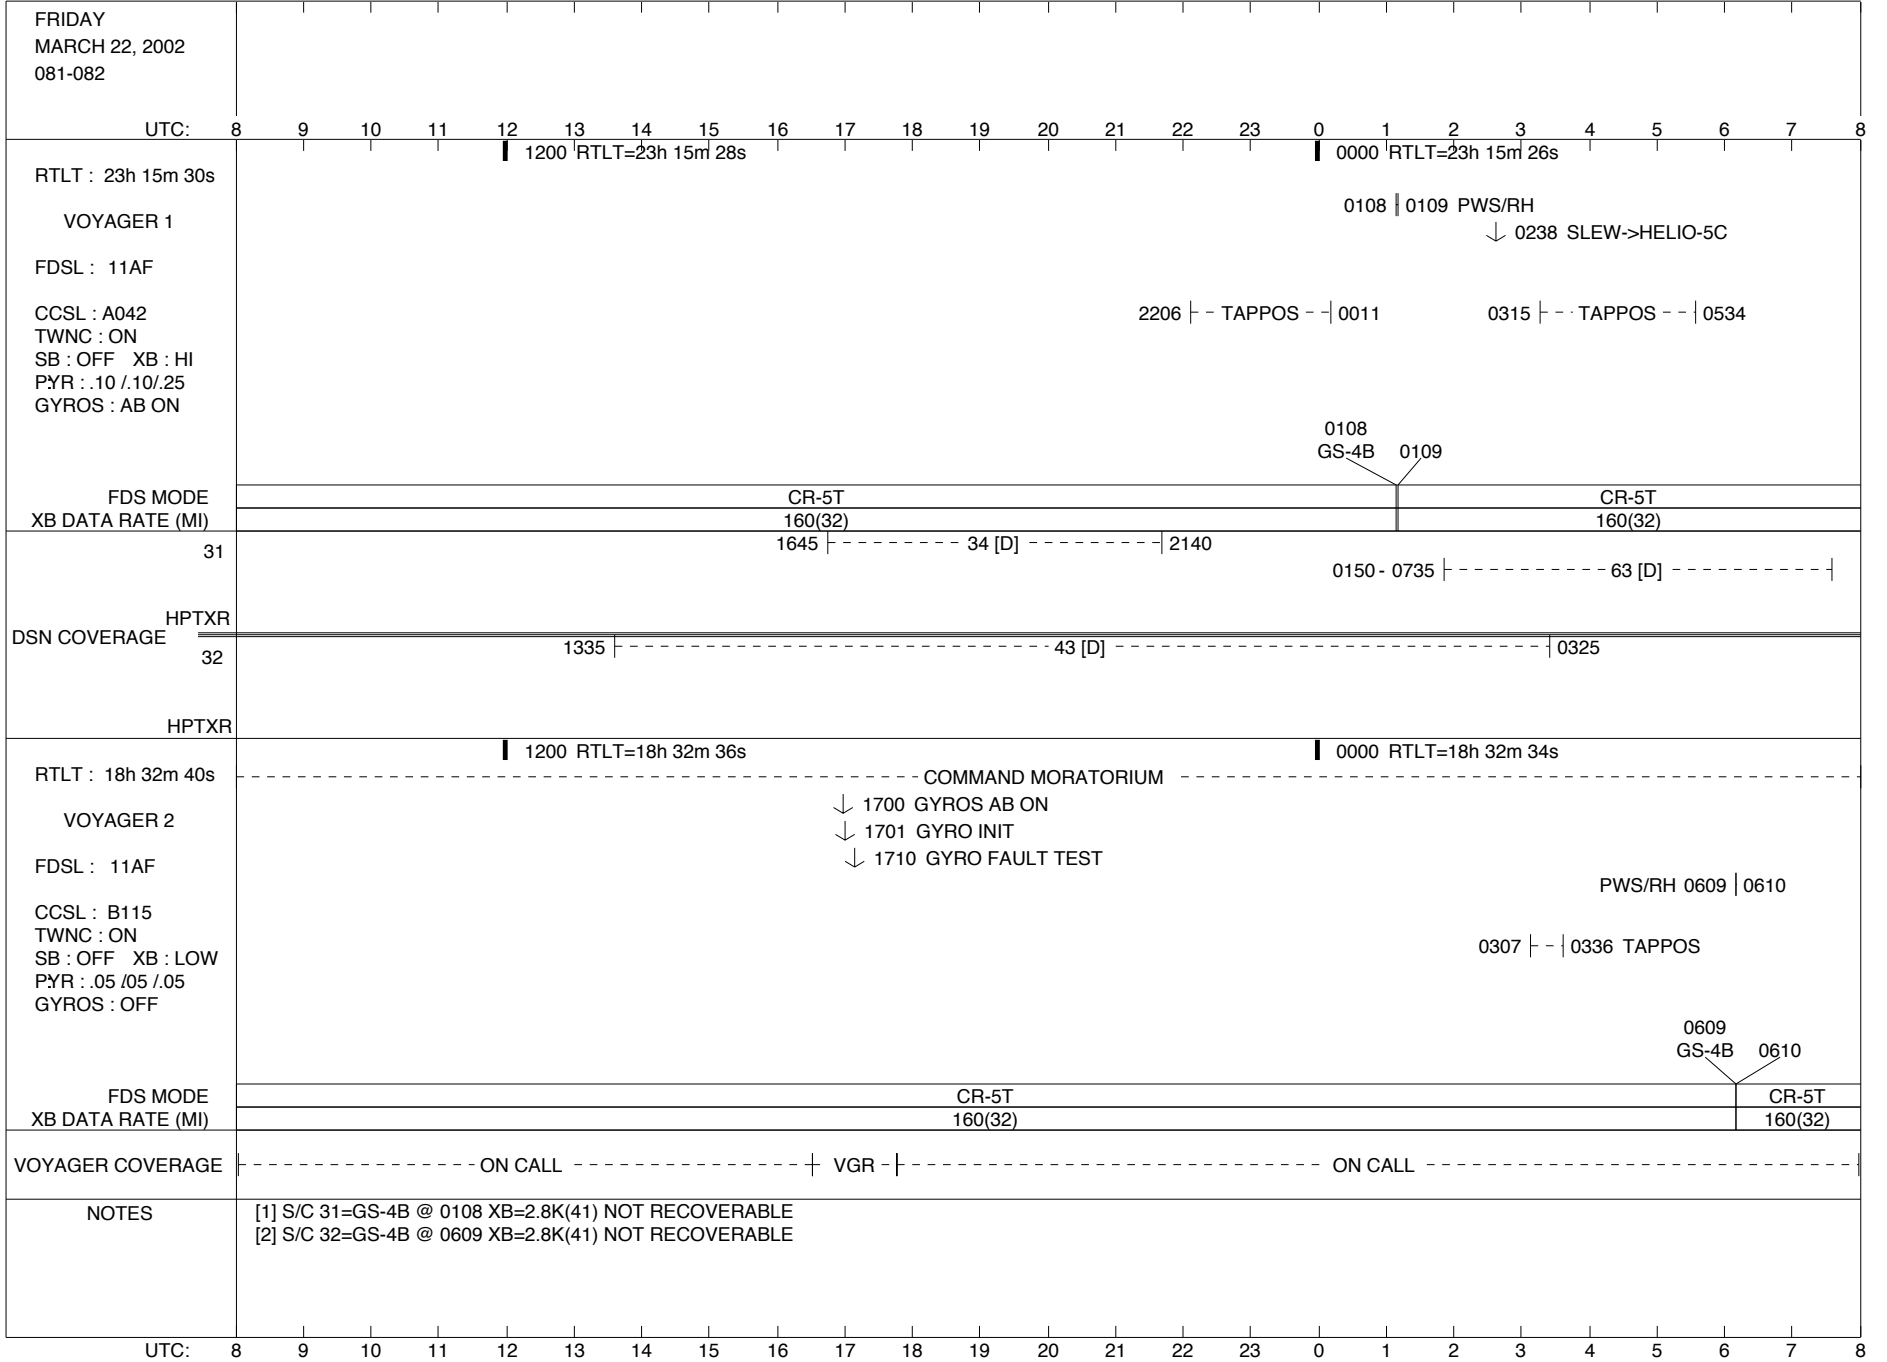 FRIDAY
MARCH 22, 2002
081-082
UTC: 8 9 10 11 12 13 14 15 16 17 18 19 20 21 22 23 0 1 2 3 4 5 6 7 8
1200 RTLT=23h 15m 28s 0000 RTLT=23h 15m 26s
RTLT : 23h 15m 30s
0108 0109 PWS/RH
VOYAGER 1
0238 SLEW->HELIO-5C
FDSL : 11AF
CCSL : A042
2206 TAPPOS 0011 0315 TAPPOS 0534
TWNC : ON
SB : OFF XB : HI
P:YR : .10 /.10/.25
GYROS : AB ON
0108
GS-4B 0109
FDS MODE CR-5T CR-5T
XB DATA RATE (MI) 160(32) 160(32)
31 1645 34 [D] 2140
0150 - 0735 63 [D]
HPTXR
DSN COVERAGE
32 1335 43 [D] 0325
HPTXR
1200 RTLT=18h 32m 36s 0000 RTLT=18h 32m 34s
RTLT : 18h 32m 40s COMMAND MORATORIUM
1700 GYROS AB ON
VOYAGER 2
1701 GYRO INIT
1710 GYRO FAULT TEST
FDSL : 11AF
PWS/RH 0609 0610
CCSL : B115
TWNC : ON
0307 0336 TAPPOS
SB : OFF XB : LOW
P:YR : .05 /05 /.05
GYROS : OFF
0609
GS-4B 0610
FDS MODE CR-5T CR-5T
XB DATA RATE (MI) 160(32) 160(32)
VOYAGER COVERAGE ON CALL VGR ON CALL
NOTES [1] S/C 31=GS-4B @ 0108 XB=2.8K(41) NOT RECOVERABLE
[2] S/C 32=GS-4B @ 0609 XB=2.8K(41) NOT RECOVERABLE
UTC: 8 9 10 11 12 13 14 15 16 17 18 19 20 21 22 23 0 1 2 3 4 5 6 7 8